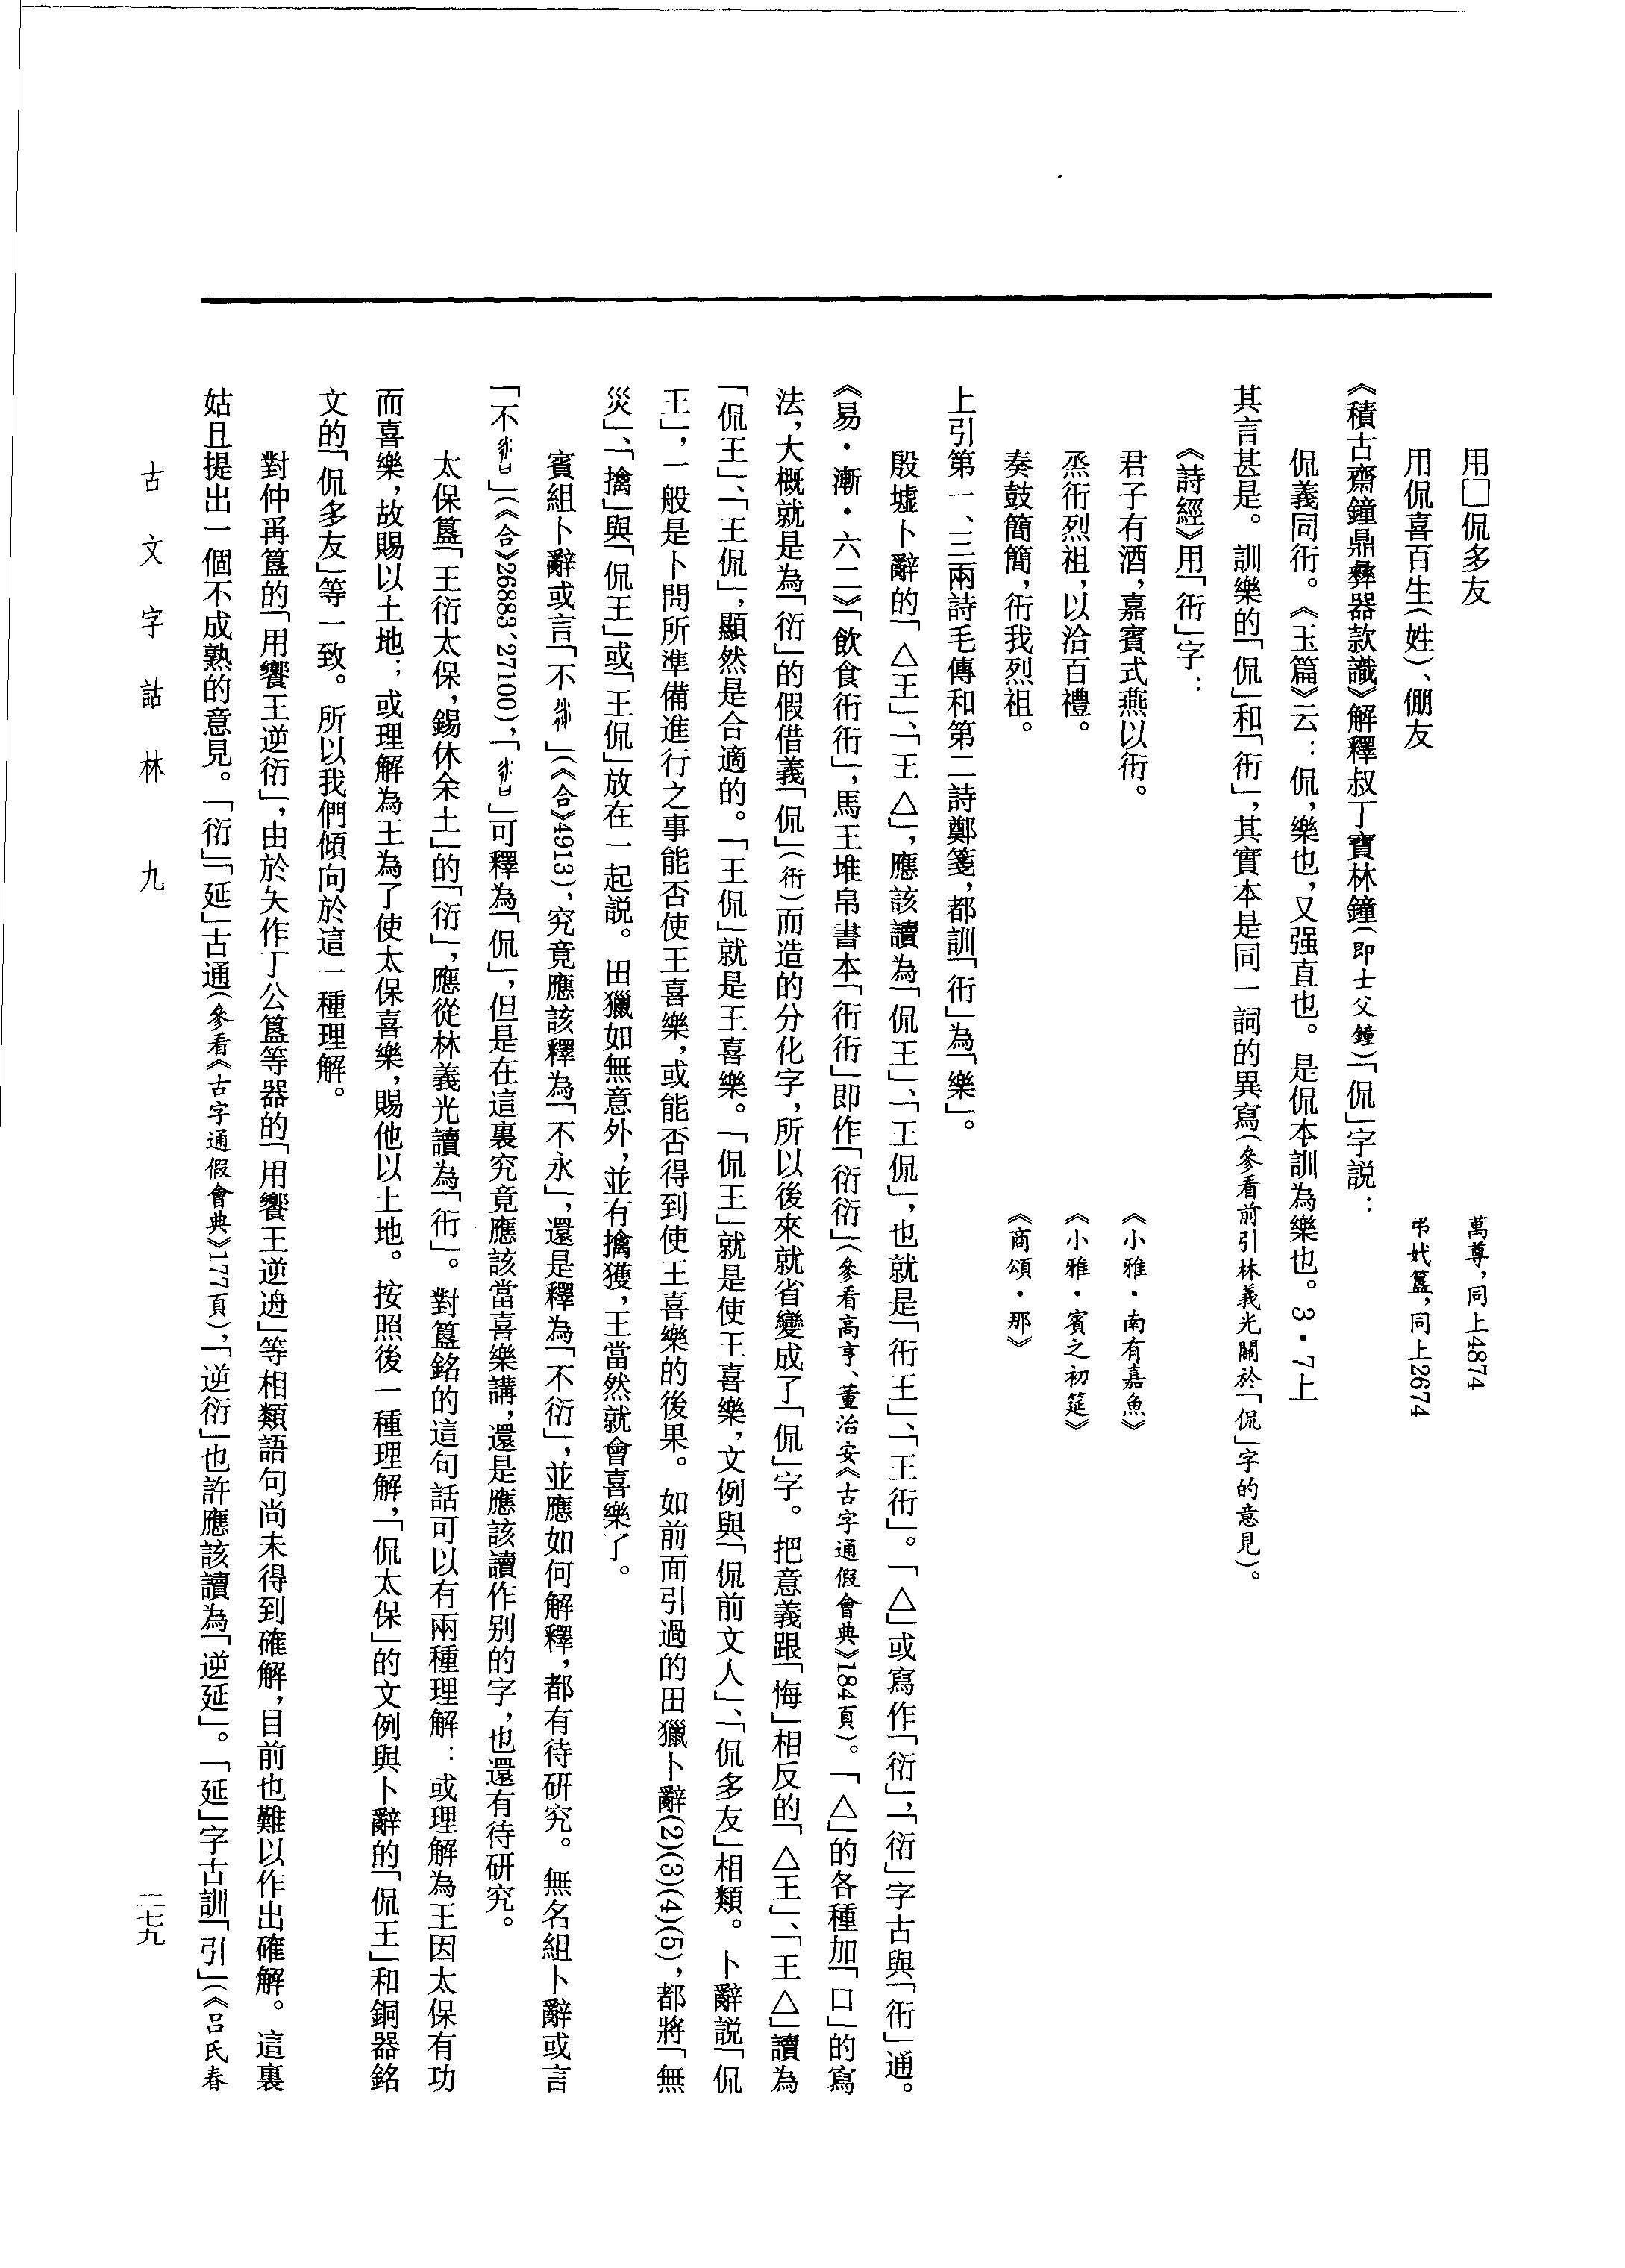 用□侃多友　萬尊，同上4874
用侃喜百生（姓）、倗友　弔㚤簋，同上2674
《積古齋鐘鼎彝器款識》解釋叔丁寶林鐘（即士父鐘）「侃」字説：
侃義同衎。《玉篇》云：侃，樂也，又强直也。是侃本訓為樂也。3·7上
其言甚是。訓樂的「侃」和「衎」，其實本是同一詞的異寫（參看前引林義光關於「侃」字的意見）。
《詩經》用「衎」字：
君子有酒，嘉賓式燕以衎。　《小雅·南有嘉魚》
烝衎烈祖，以洽百禮。　《小雅·賓之初筵》
奏鼓簡簡，衎我烈祖。　《商頌·那》
上引第一、三兩詩毛傳和第二詩鄭箋，都訓「衎」為「樂」。
殷墟卜辭的「△王」、「王△」，應該讀為「侃王」、「王侃」，也就是「衎王」、「王衎」。「△」或寫作「衍」，「衍」字古與「衎」通。
《易·漸·六二》「飲食衎衎」，馬王堆帛書本「衎衎」即作「衍衍」（參看高亨、董治安《古字通假會典》184頁）。「△」的各種加「口」的寫
法，大概就是為「衍」的假借義「侃」（衎）而造的分化字，所以後來就省變成了「侃」字。把意義跟「悔」相反的「△王」、「王△」讀為
「侃王」、「王侃」，顯然是合適的。「王侃」就是王喜樂。「侃王」就是使王喜樂，文例與「侃前文人」、「侃多友」相類。卜辭説「侃
王」，一般是卜問所準備進行之事能否使王喜樂，或能否得到使王喜樂的後果。如前面引過的田獵卜辭(2)(3)(4)(5)，都將「無
災」、「擒」與「侃王」或「王侃」放在一起説。田獵如無意外，並有擒獲，王當然就會喜樂了。
賓組卜辭或言「不」（《合》4913），究竟應該釋為「不永」，還是釋為「不衍」，並應如何解釋，都有待研究。無名組卜辭或言
「不」（《合》26883、27100），「」可釋為「侃」，但是在這裏究竟應該當喜樂講，還是應該讀作别的字，也還有待研究。
太保簋「王衍太保，錫休余土」的「衍」，應從林義光讀為「衎」。對簋銘的這句話可以有兩種理解：或理解為王因太保有功
而喜樂，故賜以土地；或理解為王為了使太保喜樂，賜他以土地。按照後一種理解，「侃太保」的文例與卜辭的「侃王」和銅器銘
文的「侃多友」等一致。所以我們傾向於這一種理解。
對仲再簋的「用饗王逆衍」，由於夨作丁公簋等器的「用饗王逆逳」等相類語句尚未得到確解，目前也難以作出確解。這裏
姑且提出一個不成熟的意見。「衍」「延」古通（參看《古字通假會典》177頁），「逆衍」也許應該讀為「逆延」。「延」字古訓「引」（《吕氏春
古文字詁林　九　二七九